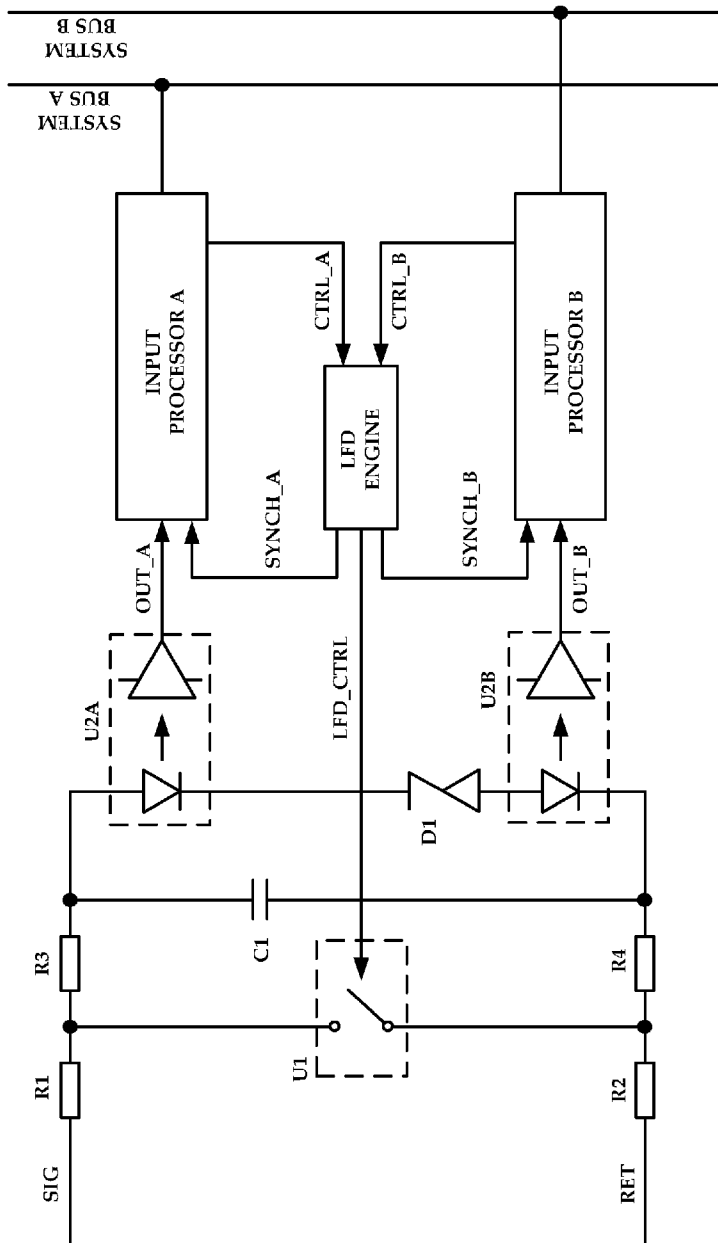 SYSTEM
BUS B
SYSTEM
BUS A
INPUT
PROCESSOR A
CTRL_A
CTRL_B
INPUT
PROCESSOR B
LFD
ENGINE
SYNCH_A
SYNCH_B
OUT_A
OUT_B
LFD_CTRL
U2A
U2B
D1
C1
R3
R4
U1
R1
R2
SIG
RET